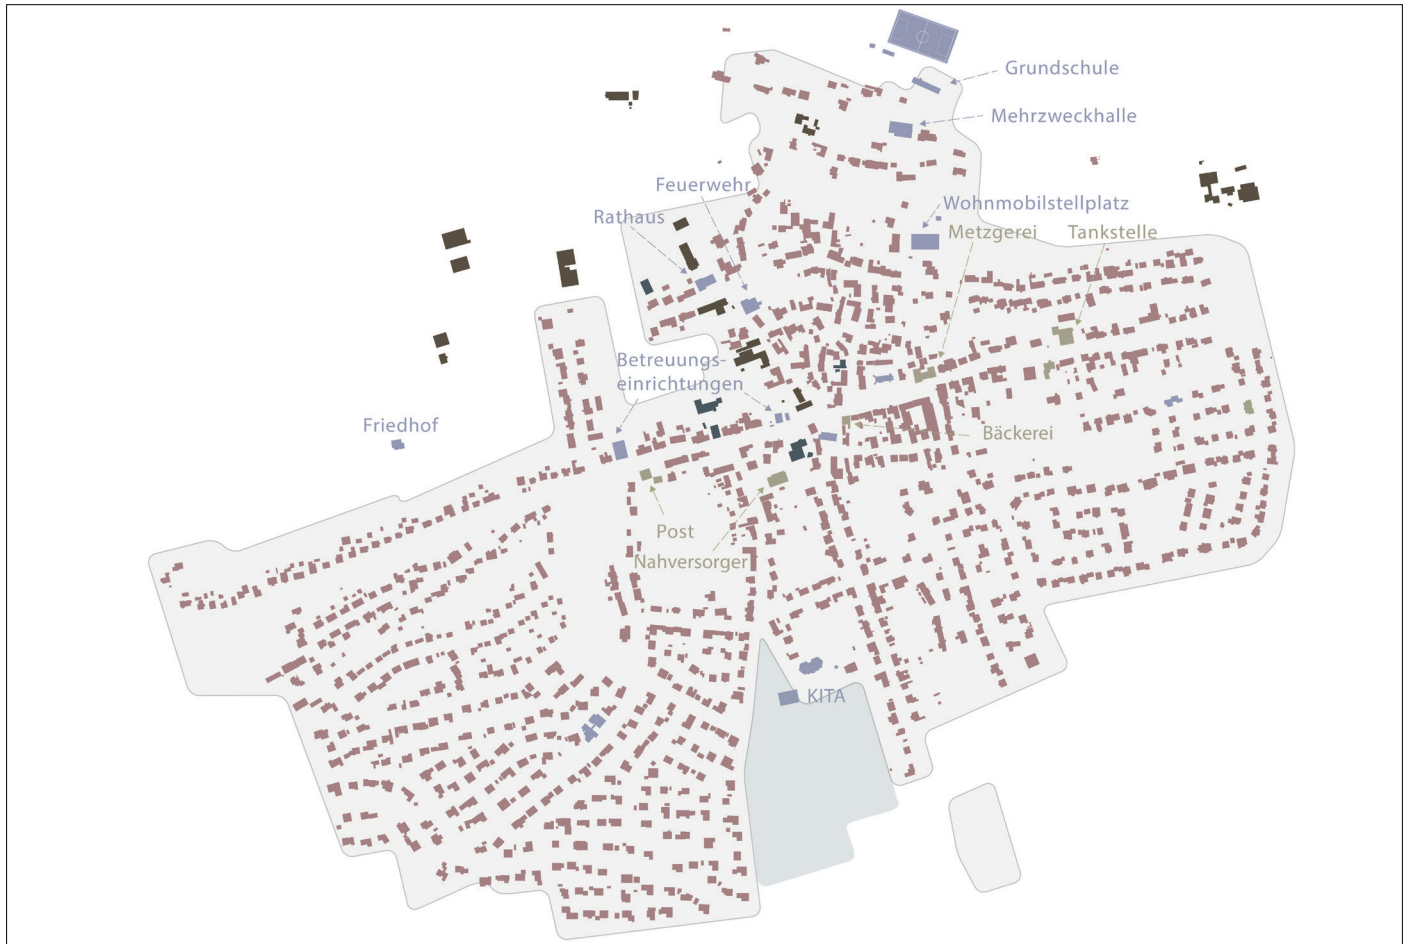 Grundschule
Mehrzweckhalle
Feuerwehr
Wohnmobilstellplatz
Rathaus
Metzgerei
Tankstelle
Betreuungs-
einrichtungen
Friedhof
Bäckerei
Post
Nahversorger
KITA